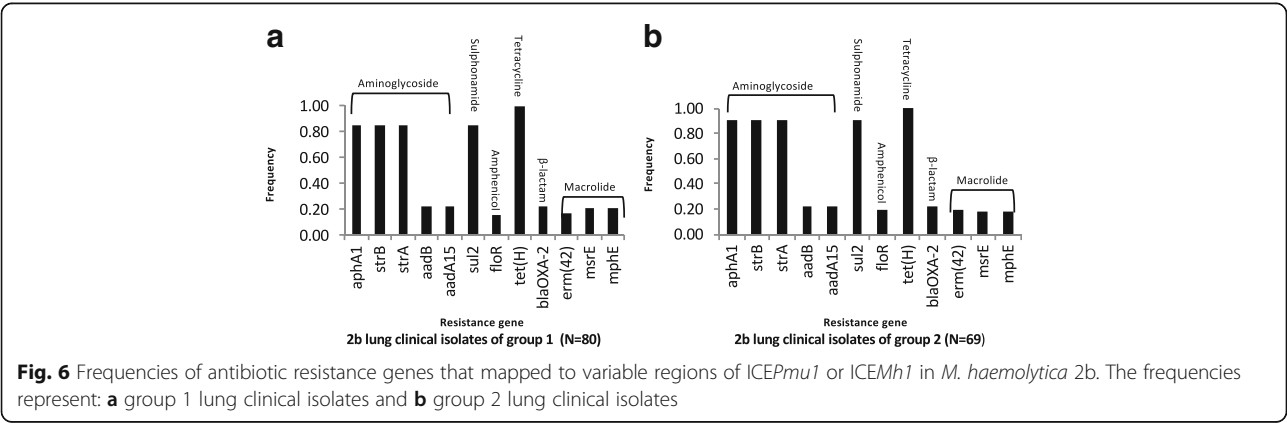 a
Aminoglycoside
Sulphonamide
Amphenicol
Tetracycline
β-lactam
Macrolide
Frequency
1.00
0.80
0.60
0.40
0.20
0.00
aphA1
strB
strA
aadB
aadA15
sul2
floR
tet(H)
blaOXA-2
erm(42)
msrE
mphE
Resistance gene
2b lung clinical isolates of group 1 (N=80)
b
Aminoglycoside
Sulphonamide
Amphenicol
Tetracycline
β-lactam
Macrolide
Frequency
1.00
0.80
0.60
0.40
0.20
0.00
aphA1
strB
strA
aadB
aadA15
sul2
floR
tet(H)
blaOXA-2
erm(42)
msrE
mphE
Resistance gene
2b lung clinical isolates of group 2 (N=69)
Fig. 6 Frequencies of antibiotic resistance genes that mapped to variable regions of ICEPmu1 or ICEMh1 in M. haemolytica 2b. The frequencies
represent: a group 1 lung clinical isolates and b group 2 lung clinical isolates